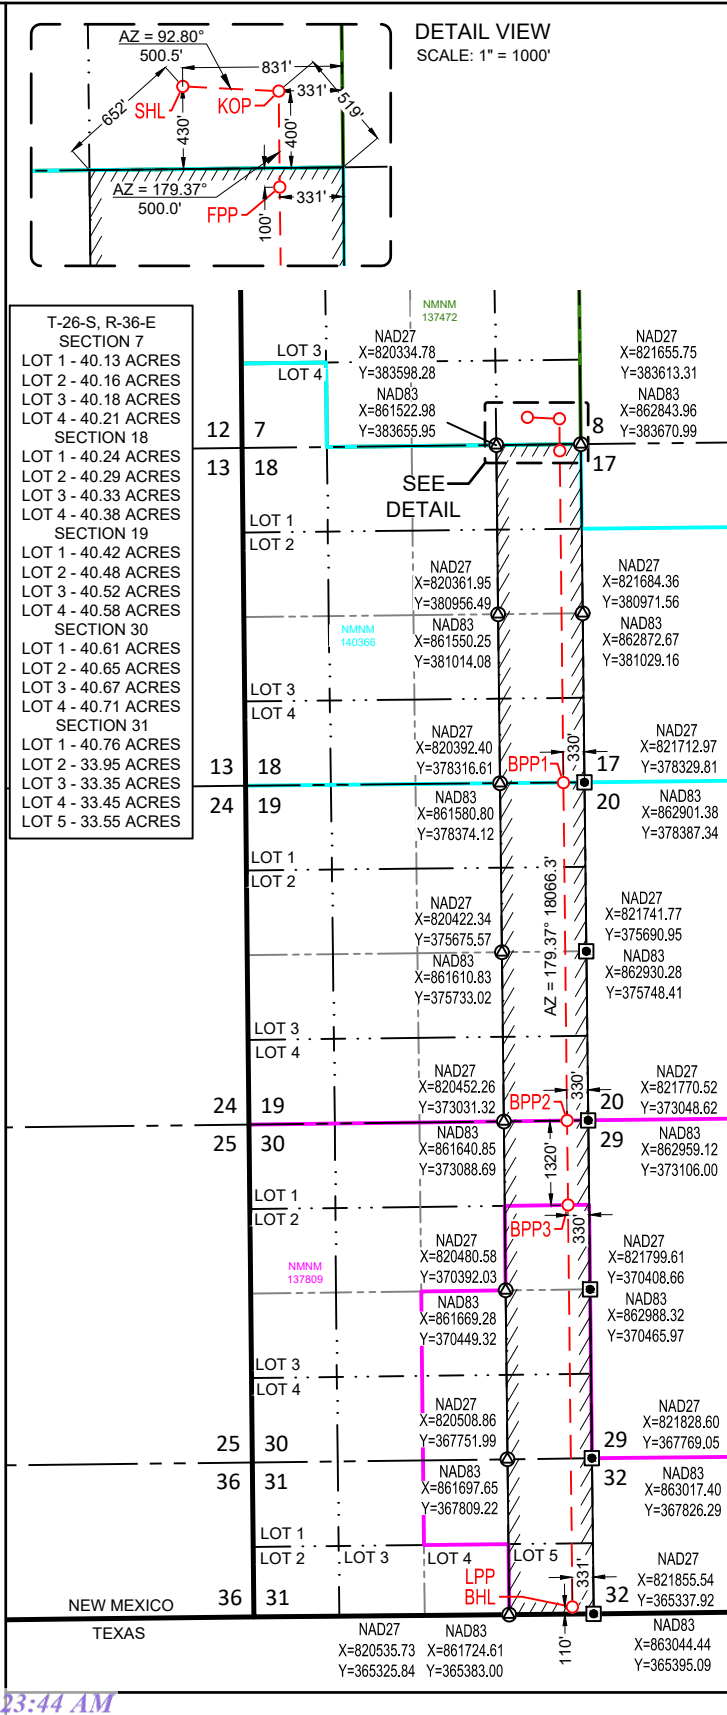 DETAIL VIEW
SCALE: 1" = 1000'
AZ = 92.80°
500.5'
831'
331'
652'
519'
SHL
KOP
430'
400'
AZ = 179.37°
500.0'
331'
FPP
100'
T-26-S, R-36-E
SECTION 7
LOT 1 - 40.13 ACRES
LOT 2 - 40.16 ACRES
LOT 3 - 40.18 ACRES
LOT 4 - 40.21 ACRES
SECTION 18
LOT 1 - 40.24 ACRES
LOT 2 - 40.29 ACRES
LOT 3 - 40.33 ACRES
LOT 4 - 40.38 ACRES
SECTION 19
LOT 1 - 40.42 ACRES
LOT 2 - 40.48 ACRES
LOT 3 - 40.52 ACRES
LOT 4 - 40.58 ACRES
SECTION 30
LOT 1 - 40.61 ACRES
LOT 2 - 40.65 ACRES
LOT 3 - 40.67 ACRES
LOT 4 - 40.71 ACRES
SECTION 31
LOT 1 - 40.76 ACRES
LOT 2 - 33.95 ACRES
LOT 3 - 33.35 ACRES
LOT 4 - 33.45 ACRES
LOT 5 - 33.55 ACRES
NMNM
137472
LOT 3
LOT 4
NAD27
X=820334.78
Y=383598.28
NAD83
X=861522.98
Y=383655.95
NAD27
X=821655.75
Y=383613.31
NAD83
X=862843.96
Y=383670.99
12 7
8
13 18
17
SEE
DETAIL
LOT 1
LOT 2
NAD27
X=820361.95
Y=380956.49
NAD83
X=861550.25
Y=381014.08
NAD27
X=821684.36
Y=380971.56
NAD83
X=862872.67
Y=381029.16
NMNM
140366
LOT 3
LOT 4
NAD27
X=820392.40
Y=378316.61
NAD83
X=861580.80
Y=378374.12
BPP1
330'
NAD27
X=821712.97
Y=378329.81
NAD83
X=862901.38
Y=378387.34
13 18
17
24 19
20
LOT 1
LOT 2
AZ = 179.37° 18066.3'
NAD27
X=820422.34
Y=375675.57
NAD83
X=861610.83
Y=375733.02
NAD27
X=821741.77
Y=375690.95
NAD83
X=862930.28
Y=375748.41
LOT 3
LOT 4
NAD27
X=820452.26
Y=373031.32
NAD83
X=861640.85
Y=373088.69
BPP2
330'
NAD27
X=821770.52
Y=373048.62
NAD83
X=862959.12
Y=373106.00
24 19
20
25 30
29
1320'
LOT 1
LOT 2
BPP3
330'
NMNM
137809
NAD27
X=820480.58
Y=370392.03
NAD83
X=861669.28
Y=370449.32
NAD27
X=821799.61
Y=370408.66
NAD83
X=862988.32
Y=370465.97
LOT 3
LOT 4
NAD27
X=820508.86
Y=367751.99
NAD83
X=861697.65
Y=367809.22
NAD27
X=821828.60
Y=367769.05
NAD83
X=863017.40
Y=367826.29
25 30
29
36 31
32
LOT 1
LOT 2
LOT 3
LOT 4
LOT 5
LPP
BHL
331'
NAD27
X=821855.54
Y=365337.92
NAD83
X=863044.44
Y=365395.09
36 31
32
NEW MEXICO
TEXAS
NAD27
X=820535.73
Y=365325.84
NAD83
X=861724.61
Y=365383.00
110'
23:44 AM